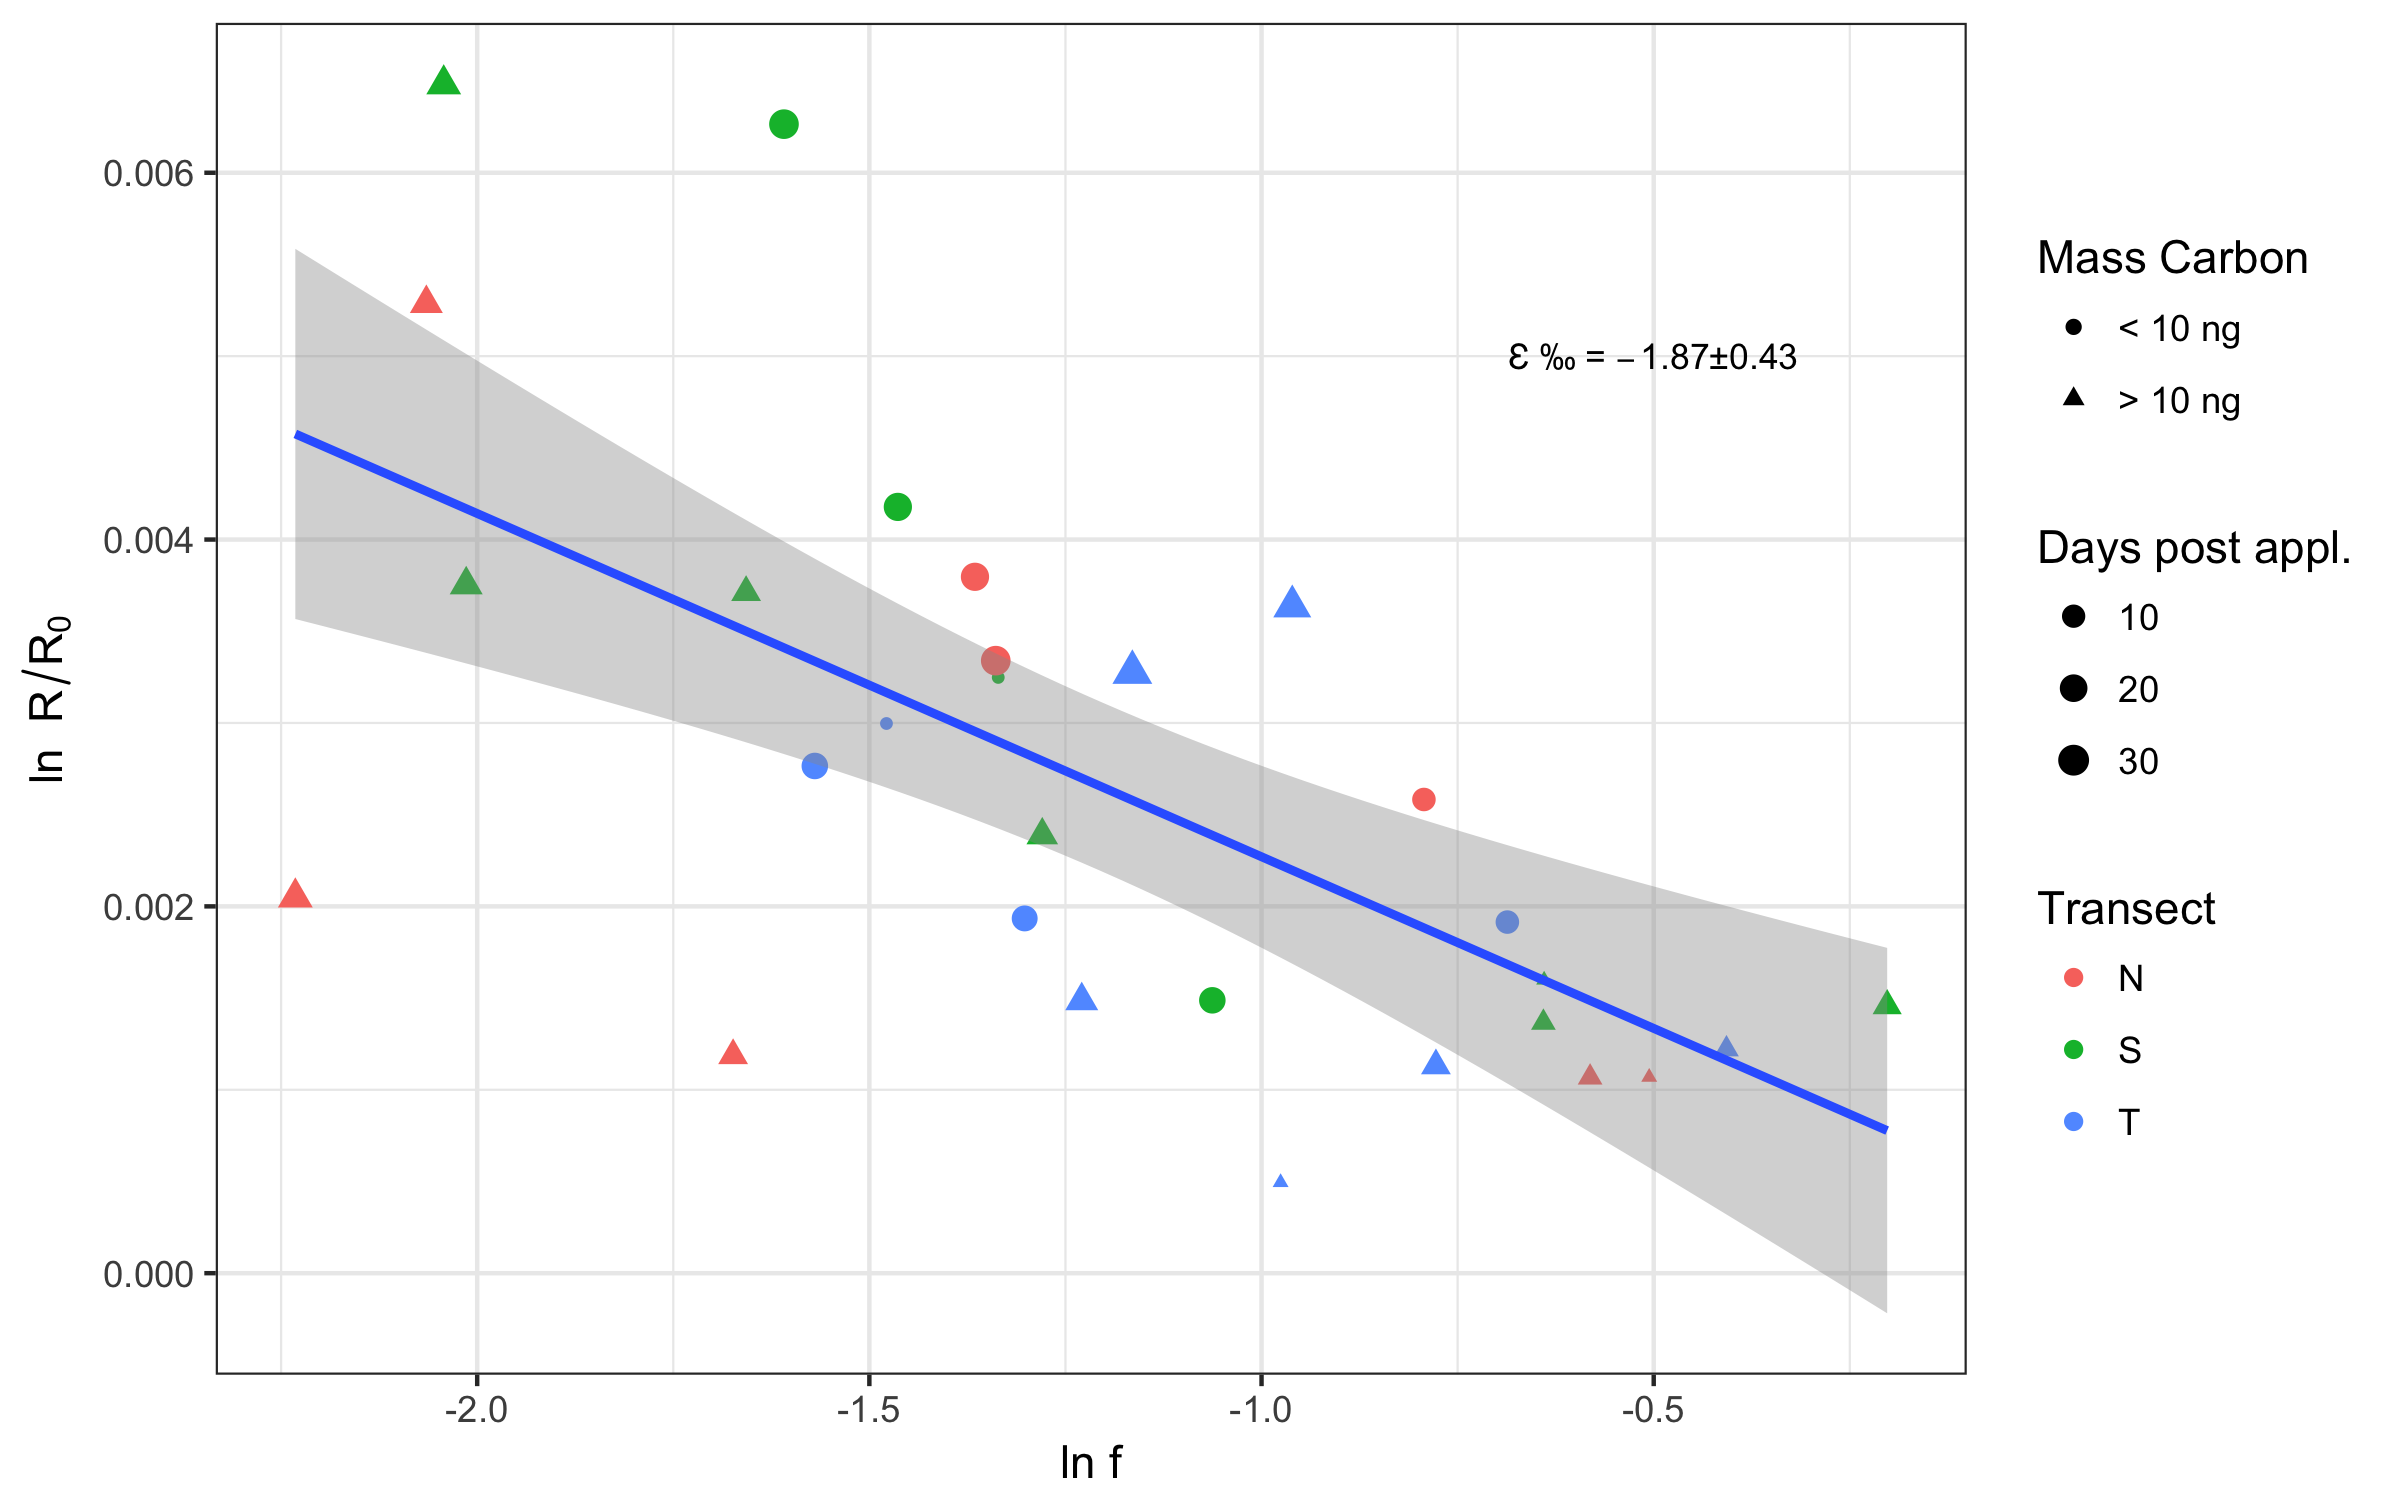 ln R/R0
0.006
0.004
0.002
0.000
-2.0
-1.5
-1.0
-0.5
ln f
ε ‰ = −1.87±0.43
Mass Carbon
< 10 ng
> 10 ng
Days post appl.
10
20
30
Transect
N
S
T